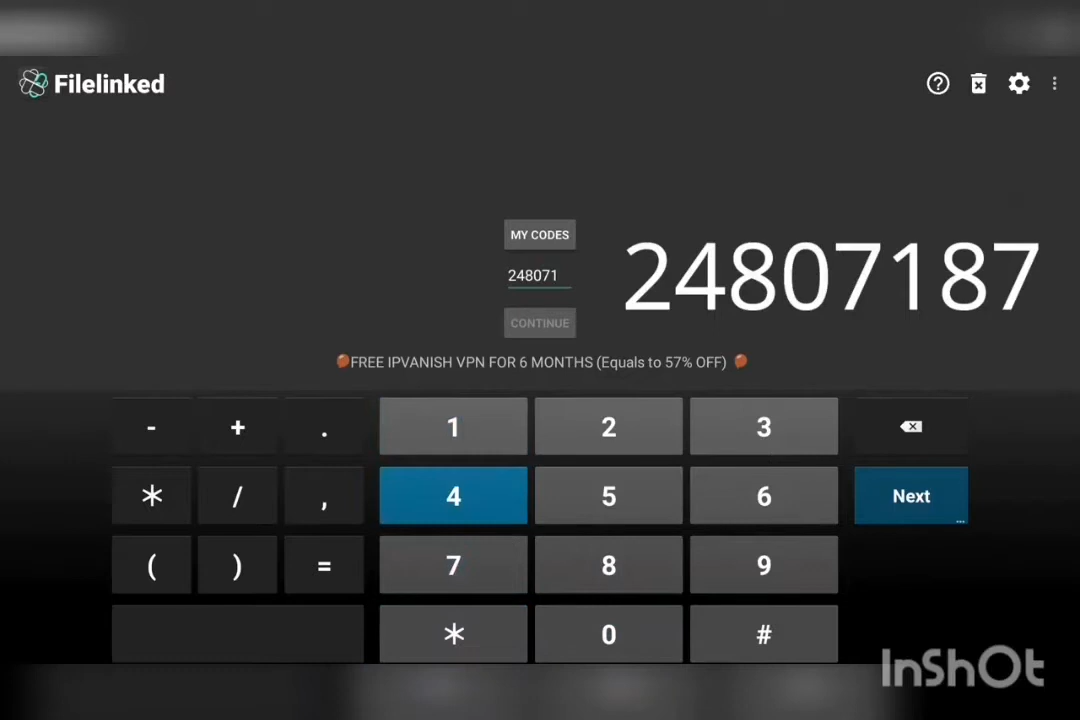 Filelinked
MY CODES
248071
24807187
CONTINUE
FREE IPVANISH VPN FOR 6 MONTHS (Equals to 57% OFF)
- + . 1 2 3
* / , 4 5 6 Next
( ) = 7 8 9
* 0 #
InShOt